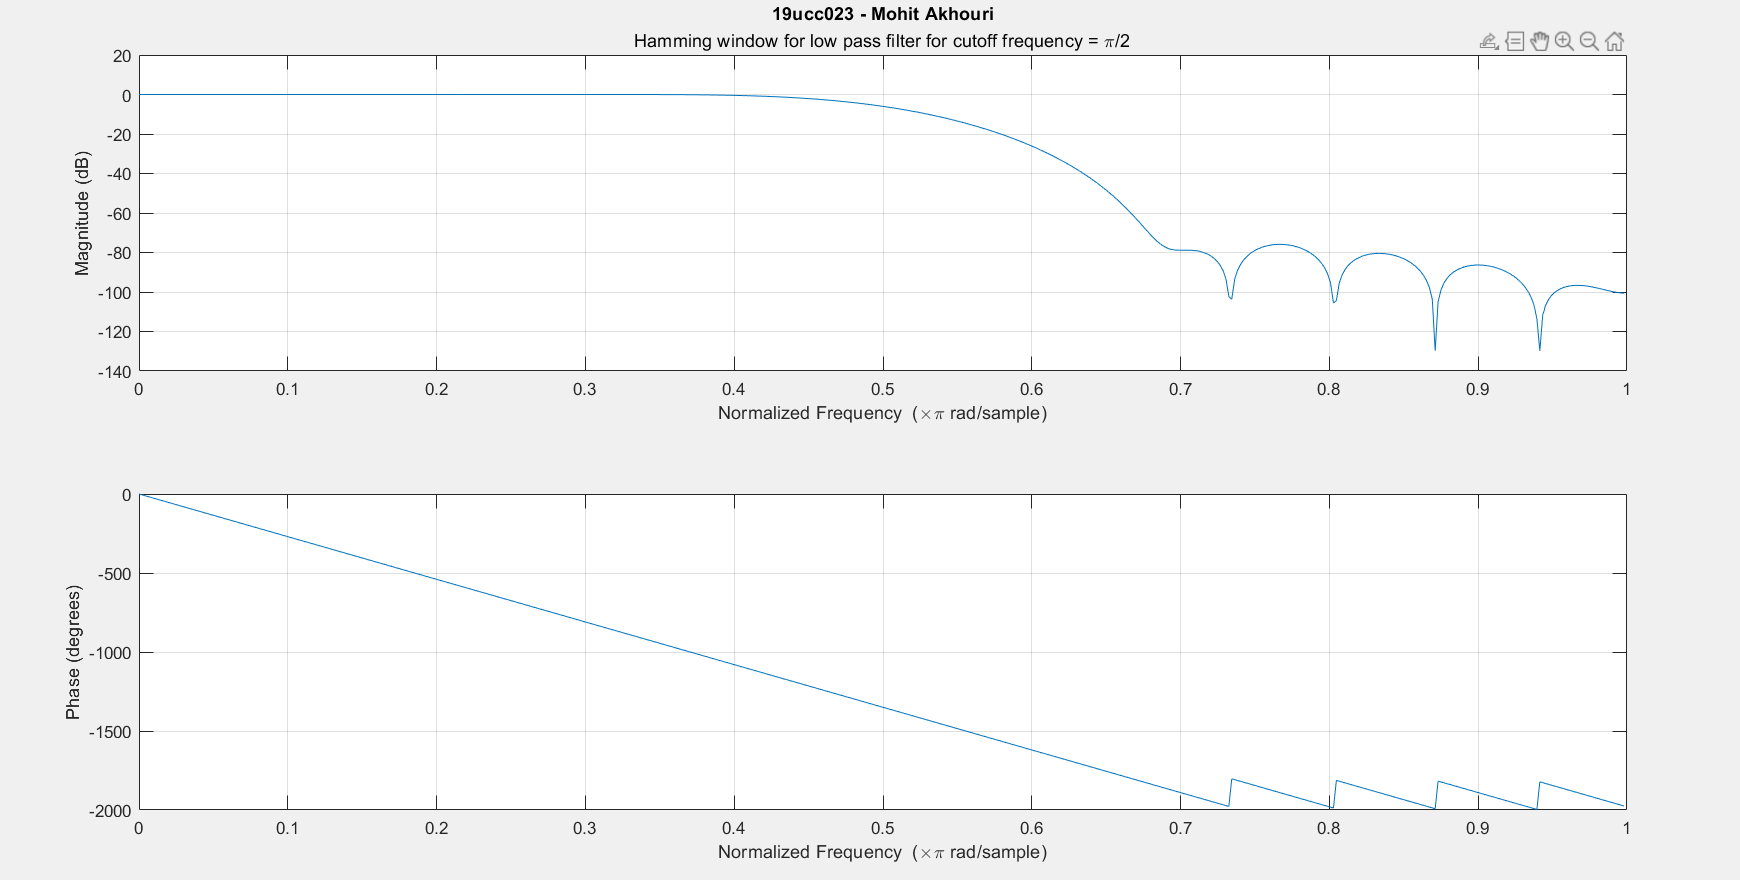 19ucc023 - Mohit Akhouri
Hamming window for low pass filter for cutoff frequency = π/2
20
0
-20
-40
-60
-80
-100
-120
-140
Magnitude (dB)
0 0.1 0.2 0.3 0.4 0.5 0.6 0.7 0.8 0.9 1
Normalized Frequency (×π rad/sample)
0
-500
-1000
-1500
-2000
Phase (degrees)
0 0.1 0.2 0.3 0.4 0.5 0.6 0.7 0.8 0.9 1
Normalized Frequency (×π rad/sample)